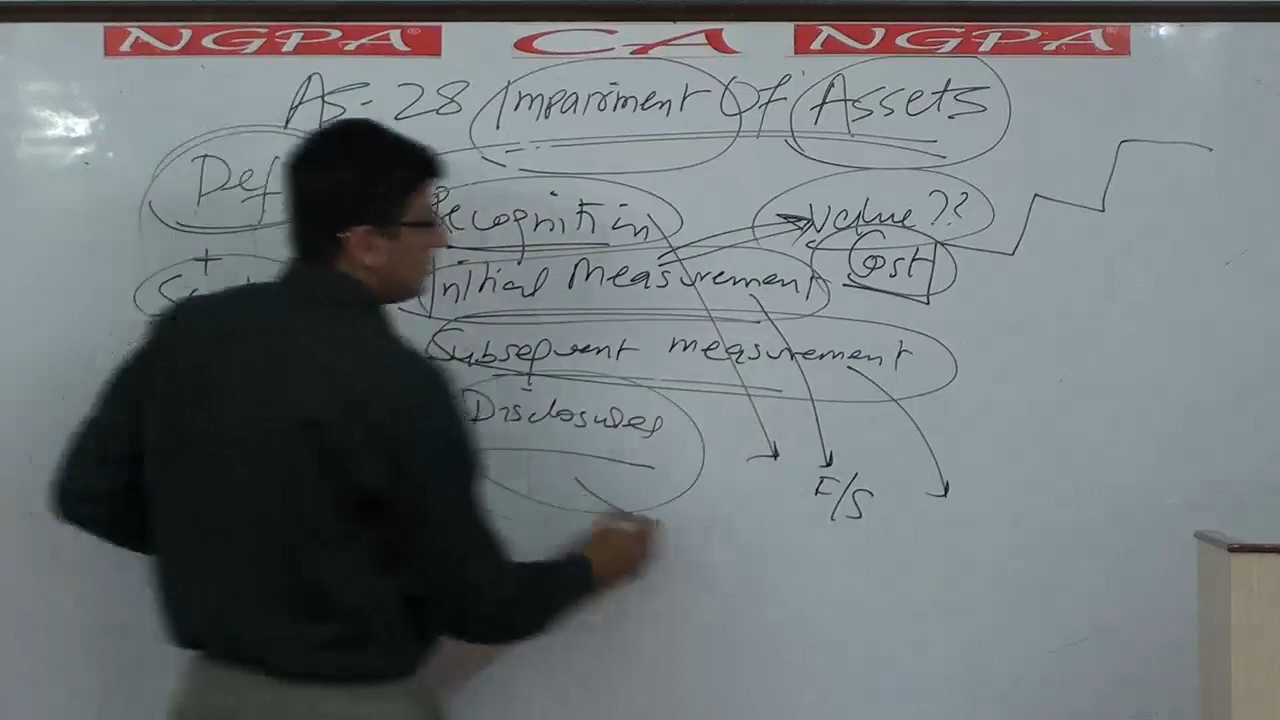 NGPA® CA NGPA®
AS-28 Impairment Of Assets
Def
Recognition Value ??
+
Initial Measurement Cost
Subsequent measurement
Disclosures
F/S